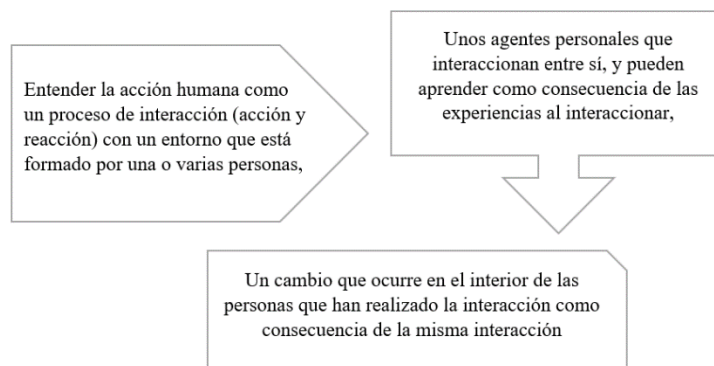 Entender la acción humana como
un proceso de interacción (acción y
reacción) con un entorno que está
formado por una o varias personas,
Unos agentes personales que
interaccionan entre sí, y pueden
aprender como consecuencia de las
experiencias al interaccionar,
Un cambio que ocurre en el interior de las
personas que han realizado la interacción como
consecuencia de la misma interacción